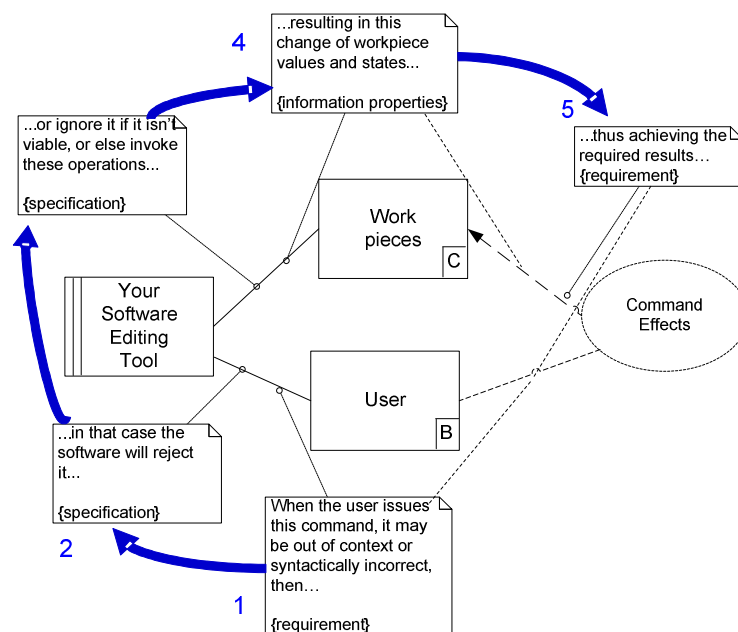 4
...resulting in this
change of workpiece
values and states...
{information properties}
5
...thus achieving the
required results…
{requirement}
...or ignore it if it isn't
viable, or else invoke
these operations...
{specification}
Work
pieces
C
Your
Software
Editing
Tool
Command
Effects
User
B
...in that case the
software will reject
it...
{specification}
2
When the user issues
this command, it may
be out of context or
syntactically incorrect,
then…
{requirement}
1